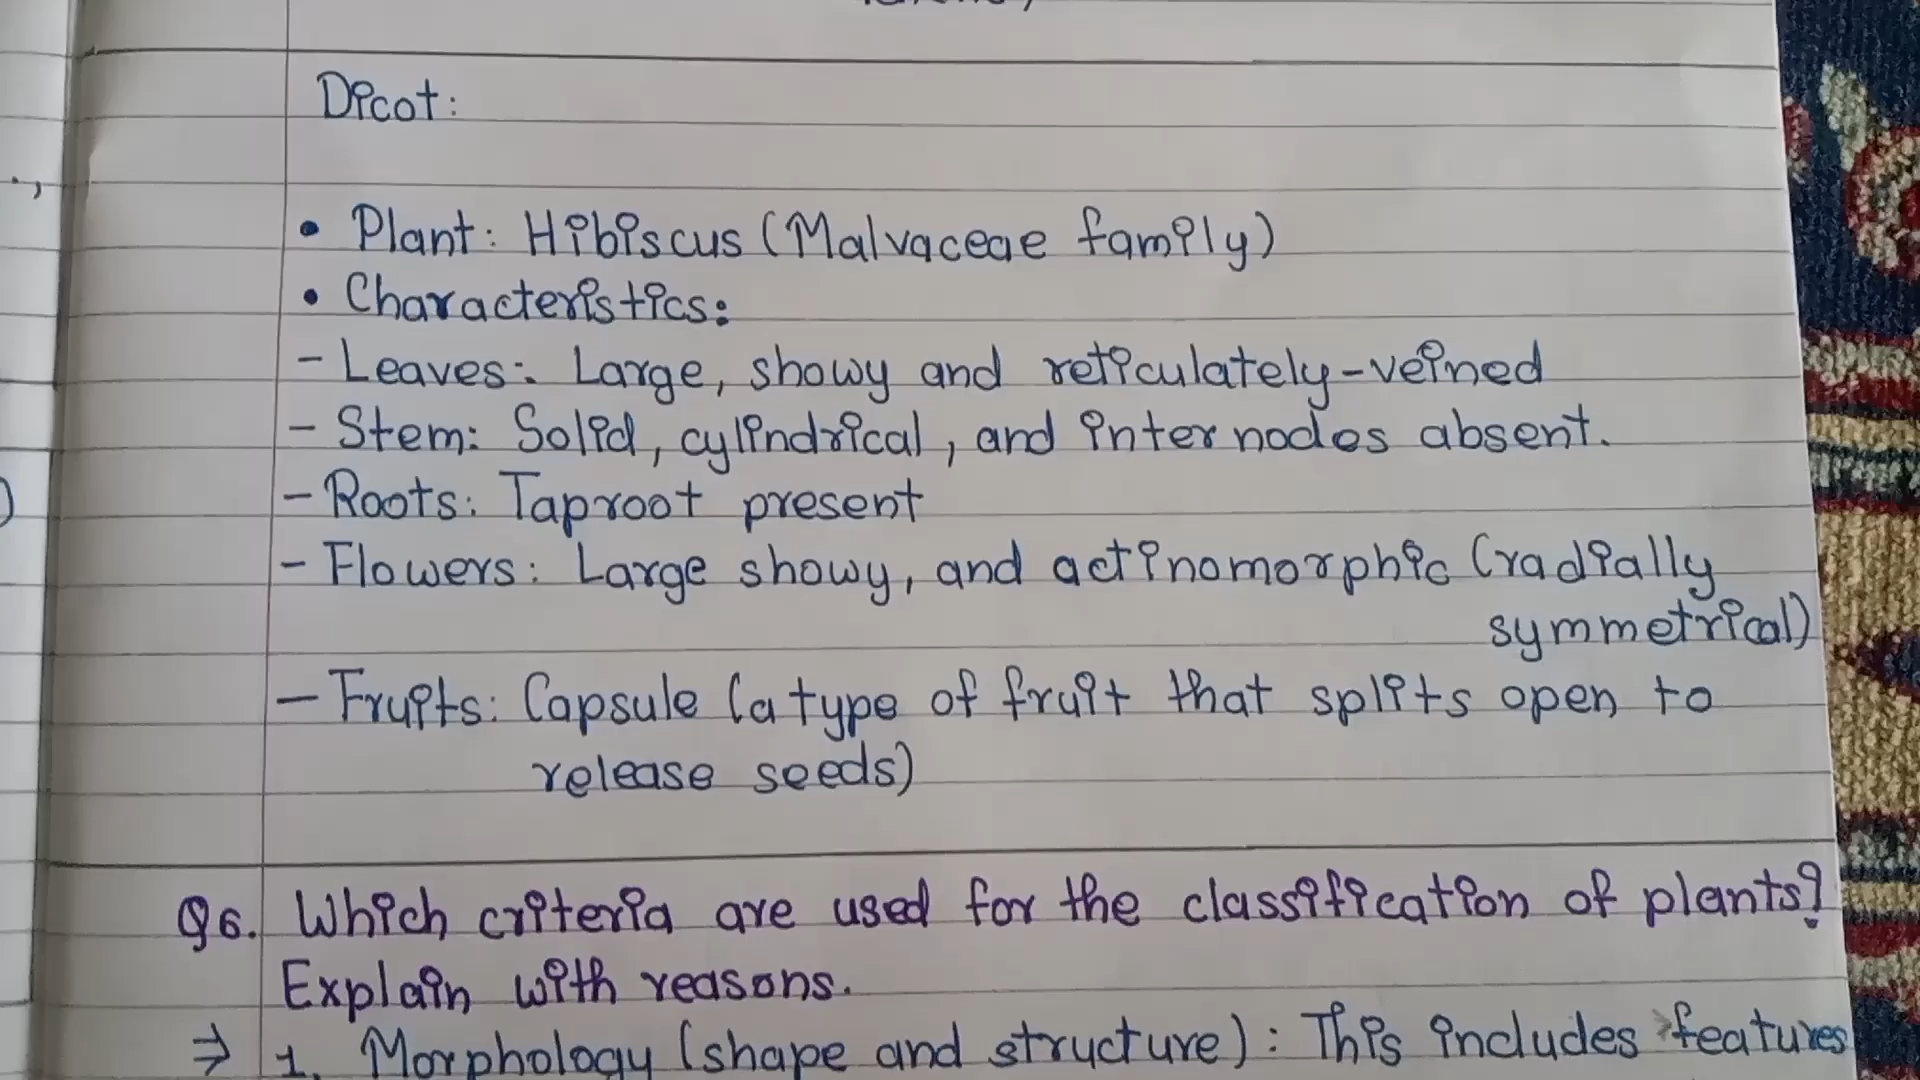 Dicot:
• Plant: Hibiscus (Malvaceae family)
• Characteristics:
- Leaves: Large, showy and reticulately-veined
- Stem: Solid, cylindrical, and internodes absent.
- Roots: Taproot present
- Flowers: Large showy, and actinomorphic (radially
symmetrical)
- Fruits: Capsule (a type of fruit that splits open to
release seeds)
Q6. Which criteria are used for the classification of plants?
Explain with reasons.
⇒ 1. Morphology (shape and structure): This includes features